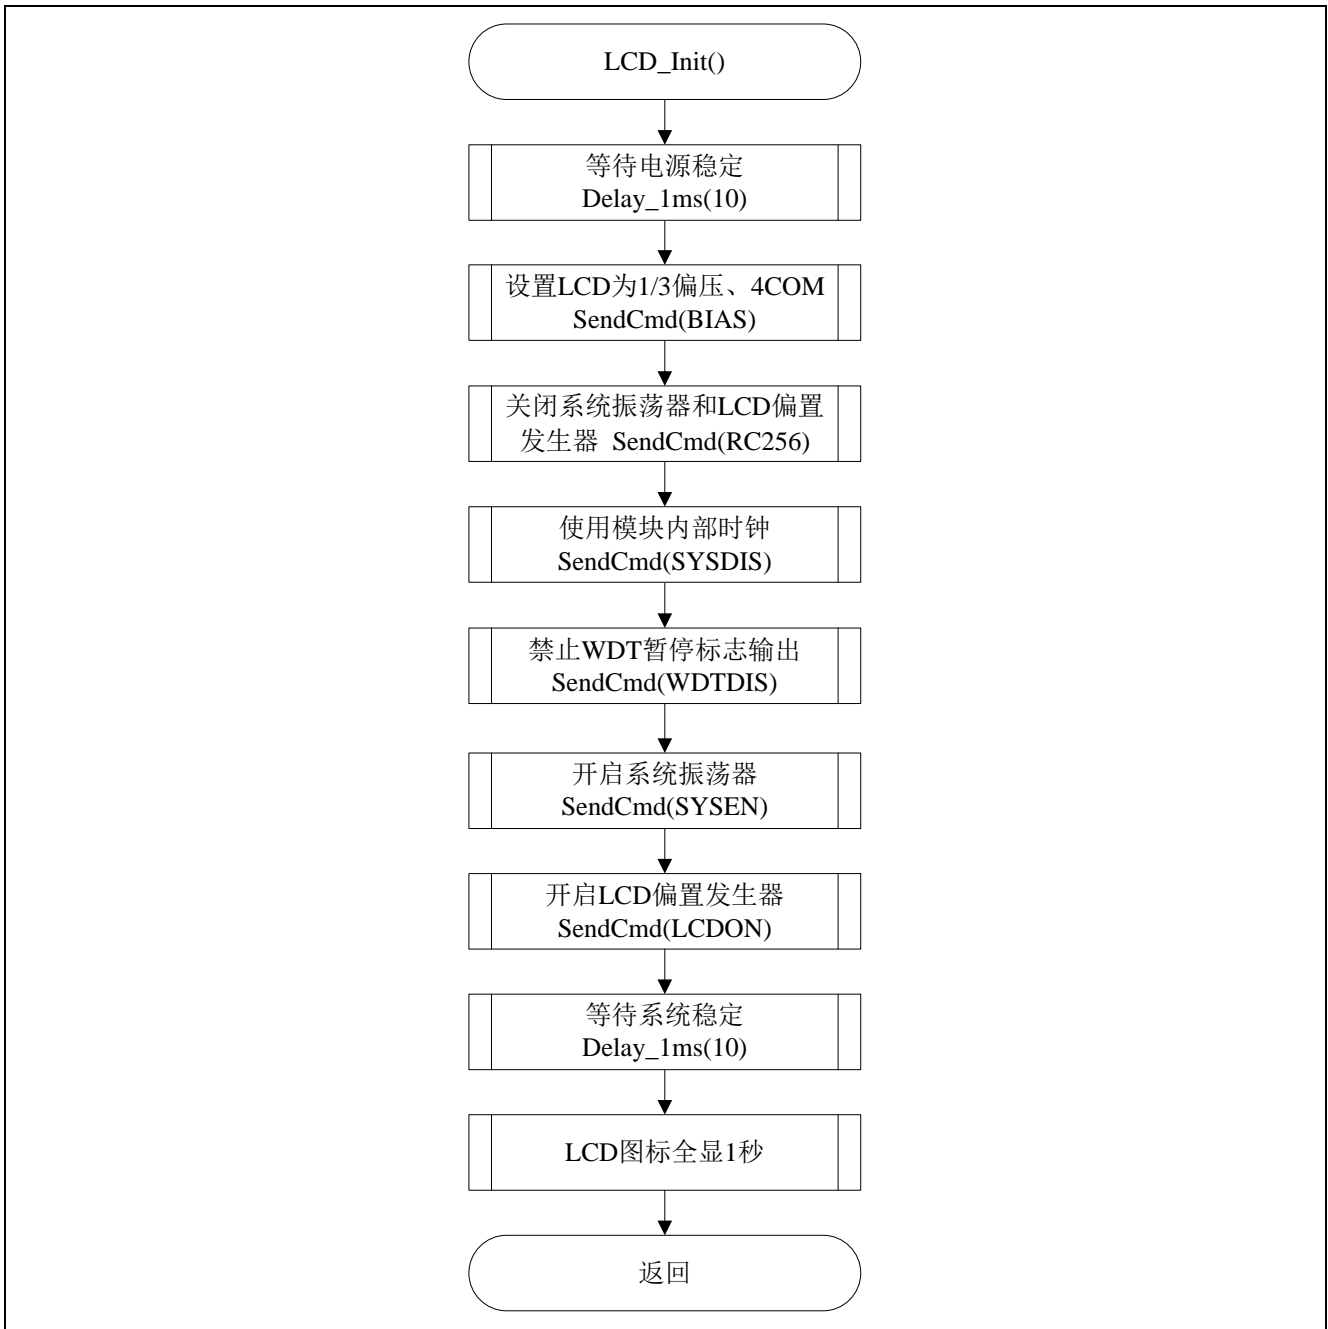 LCD_Init()
等待电源稳定
Delay_1ms(10)
设置LCD为1/3偏压、4COM
SendCmd(BIAS)
关闭系统振荡器和LCD偏置
发生器 SendCmd(RC256)
使用模块内部时钟
SendCmd(SYSDIS)
禁止WDT暂停标志输出
SendCmd(WDTDIS)
开启系统振荡器
SendCmd(SYSEN)
开启LCD偏置发生器
SendCmd(LCDON)
等待系统稳定
Delay_1ms(10)
LCD图标全显1秒
返回